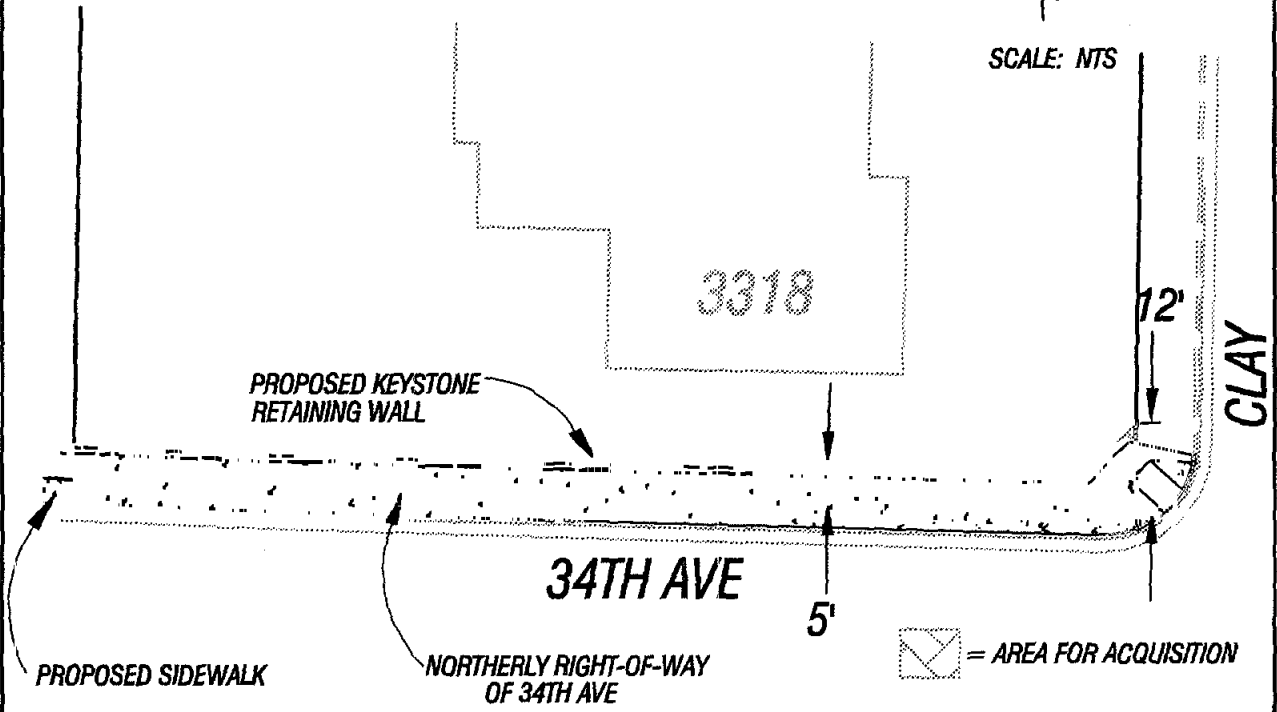 SCALE: NTS
12'
3318
CLAY
PROPOSED KEYSTONE
RETAINING WALL
34TH AVE
5'
= AREA FOR ACQUISITION
PROPOSED SIDEWALK
NORTHERLY RIGHT-OF-WAY
OF 34TH AVE